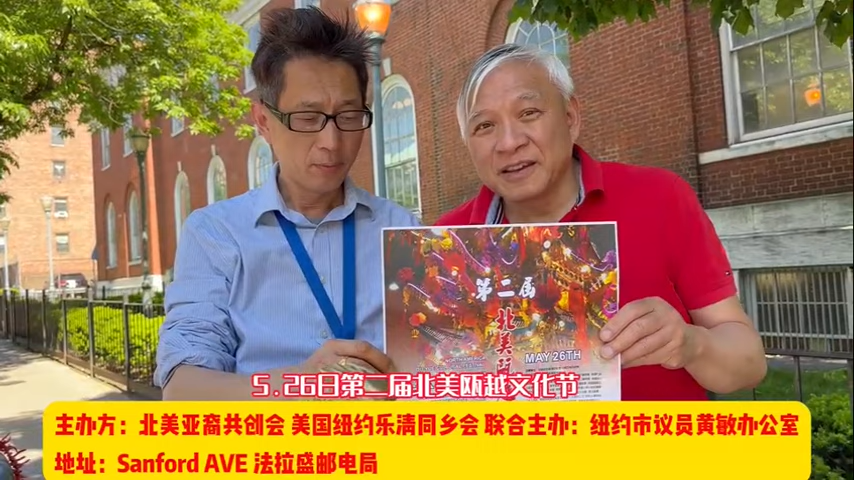 第二届
北美瓯
MAY 26TH
5.26日第二届北美瓯越文化节
主办方：北美亚裔共创会 美国纽约乐清同乡会 联合主办：纽约市议员黄敏办公室
地址：Sanford AVE 法拉盛邮电局